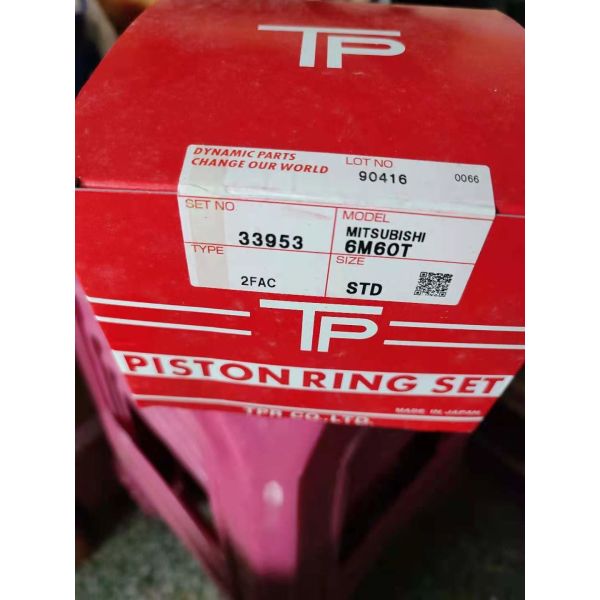 TP
DYNAMIC PARTS
CHANGE OUR WORLD
LOT NO
90416
0066
SET NO
33953
MODEL
MITSUBISHI
6M60T
TYPE
2FAC
SIZE
STD
TP
PISTON RING SET
TPR CO.,LTD.
MADE IN JAPAN